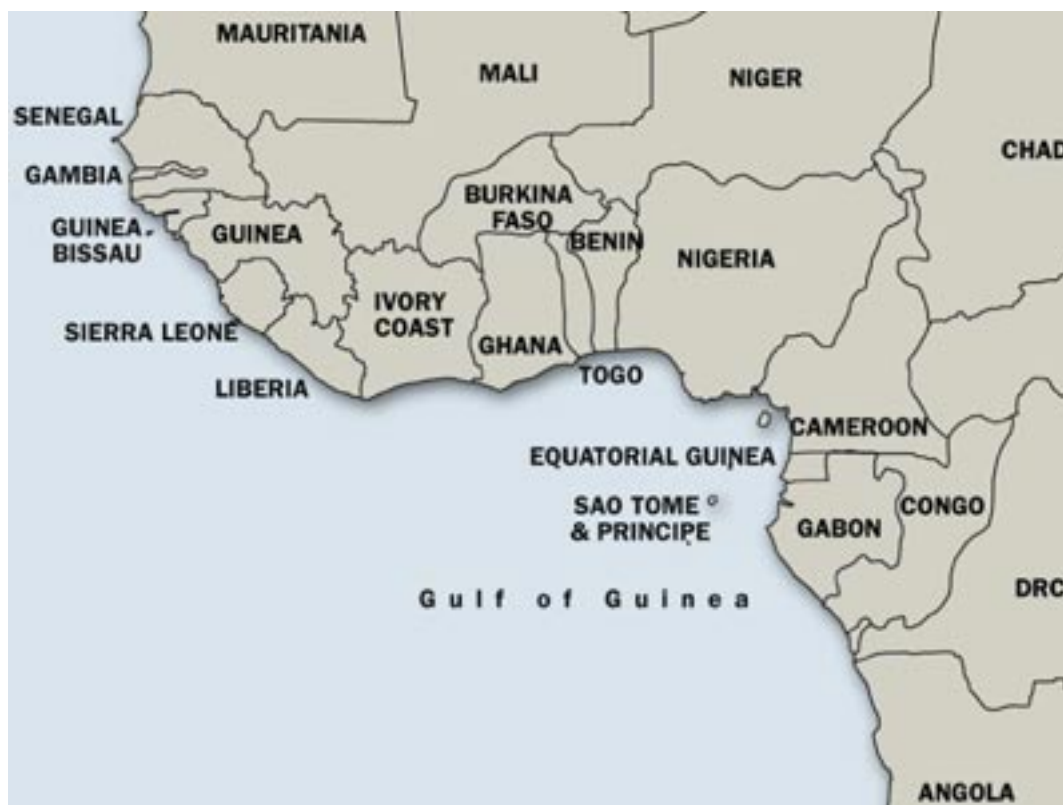 MAURITANIA
MALI
NIGER
SENEGAL
CHAD
GAMBIA
BURKINA
FASO
GUINEA
BISSAU
GUINEA
BENIN
NIGERIA
IVORY
COAST
SIERRA LEONE
GHANA
LIBERIA
TOGO
CAMEROON
EQUATORIAL GUINEA
SAO TOME
& PRINCIPE
GABON
CONGO
Gulf of Guinea
DRC
ANGOLA